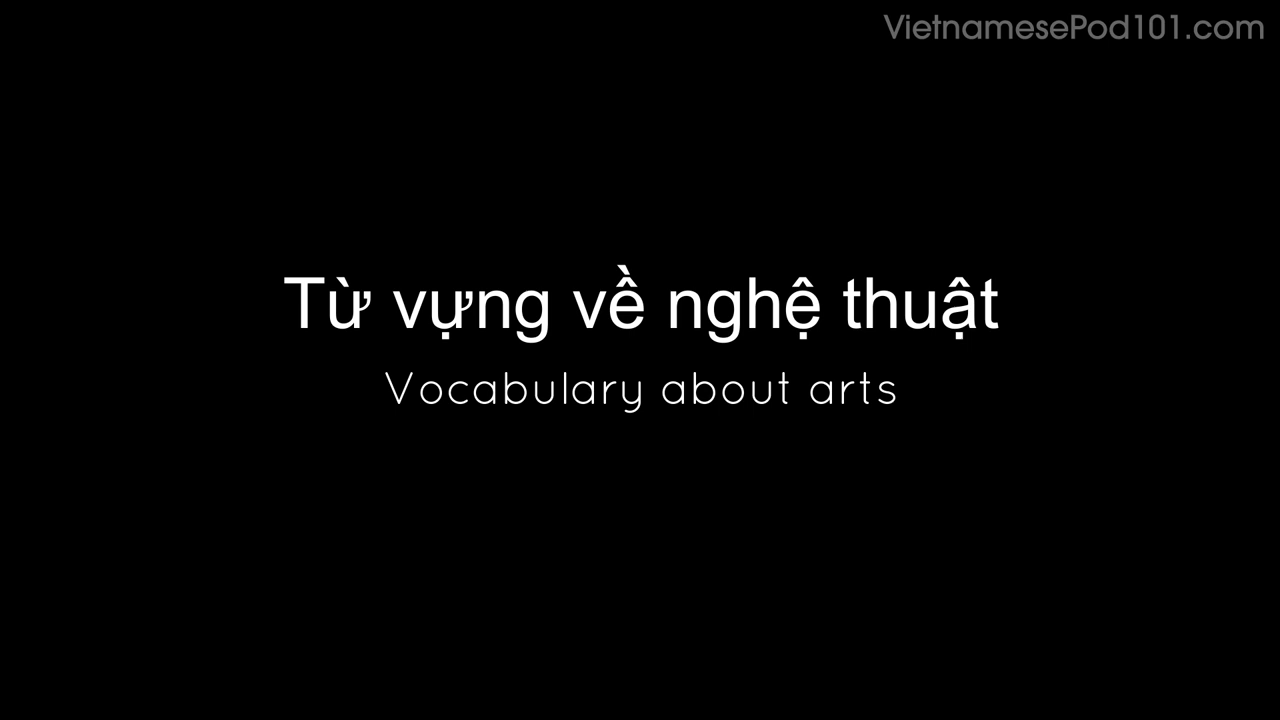 VietnamesePod101.com
Từ vựng về nghệ thuật
Vocabulary about arts